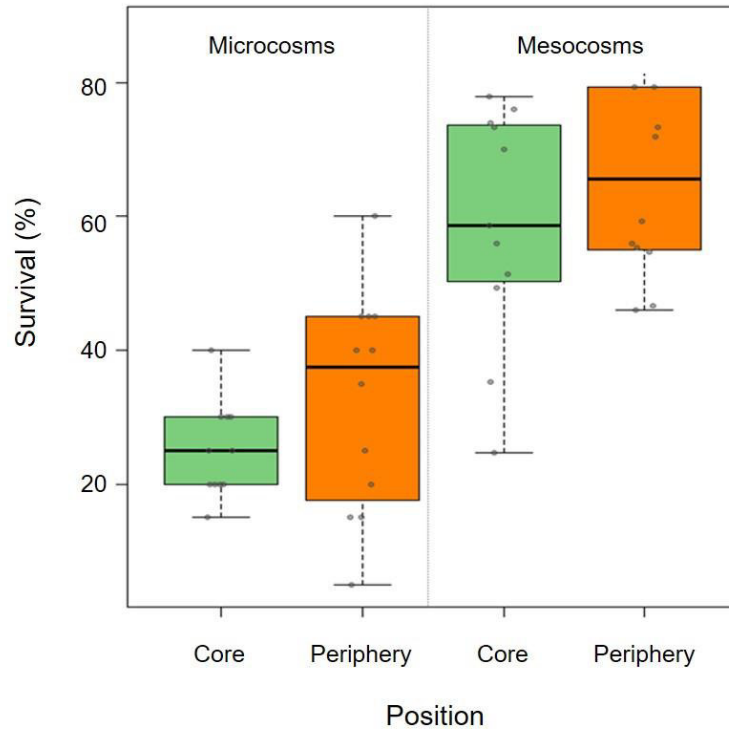 Microcosms Mesocosms
80
60
40
20
Survival (%)
Core Periphery Core Periphery
Position